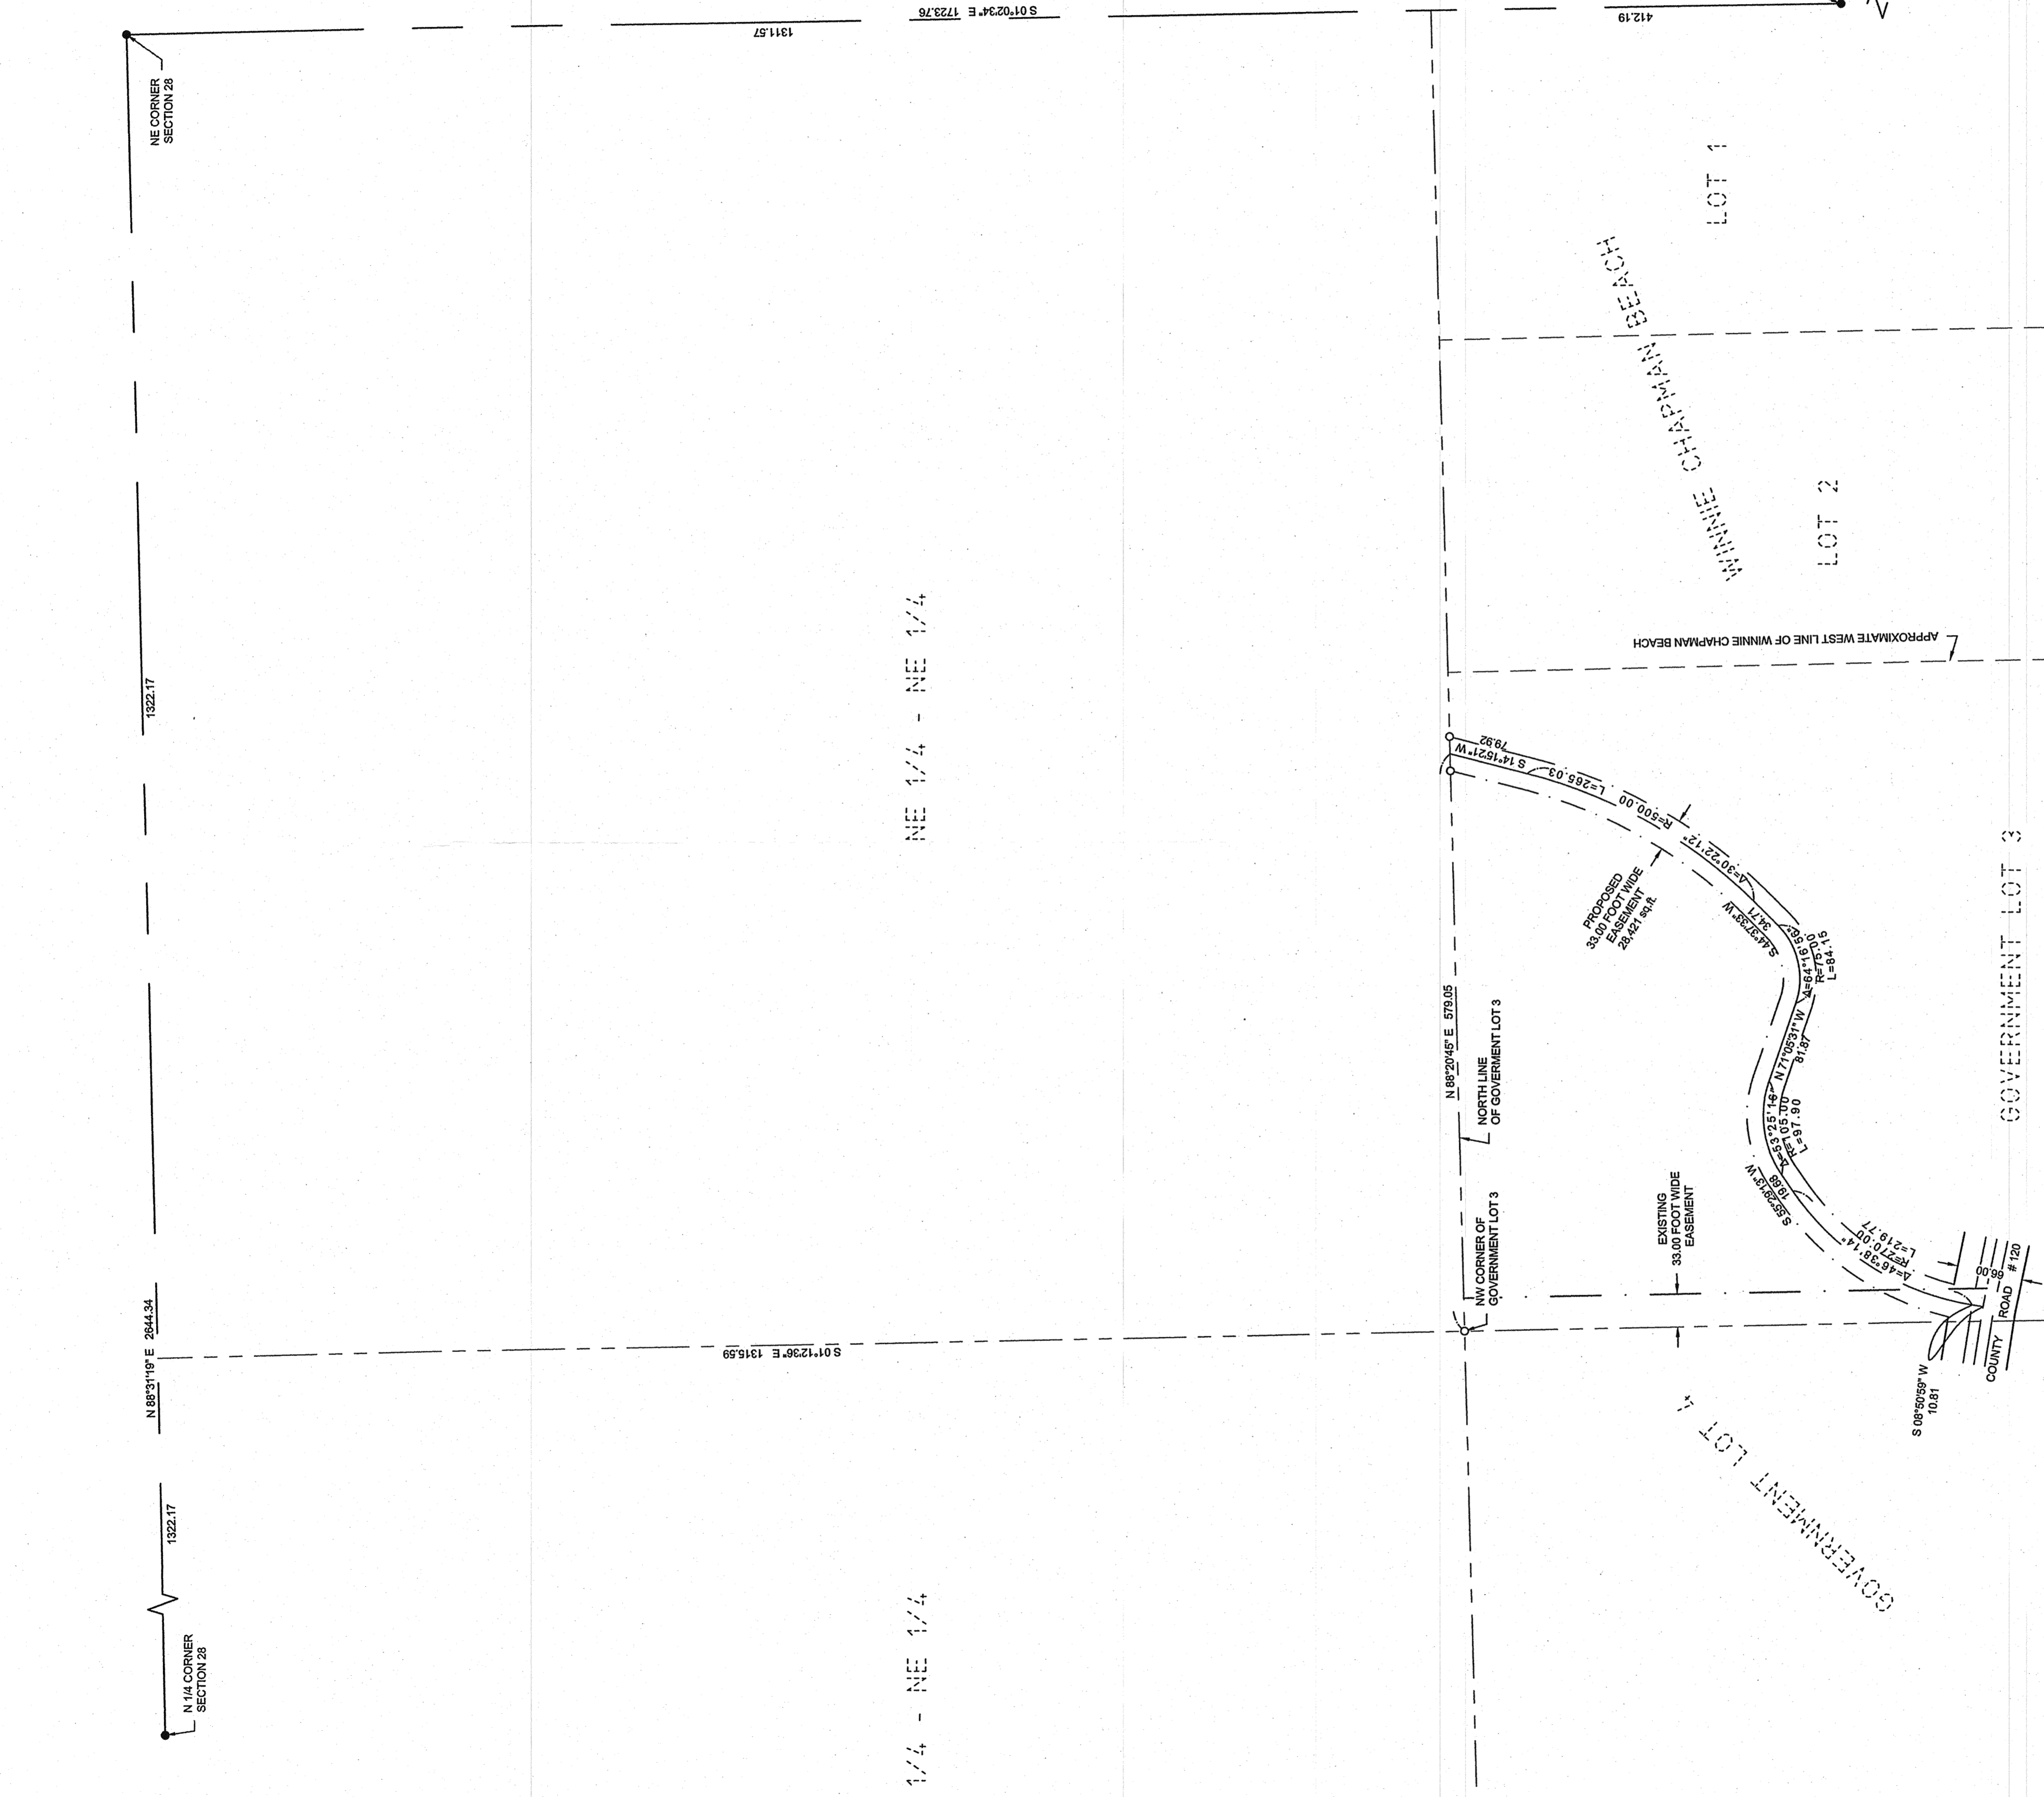 N 1/4 CORNER
SECTION 28
1322.17
N 88°31'19" E 2644.34
1322.17
NE CORNER
SECTION 28
1311.57
S 01°02'34" E 1723.76
412.19
S 01°12'36" E 1315.59
1/4 - NE 1/4
NE 1/4 - NE 1/4
NW CORNER OF
GOVERNMENT LOT 3
NORTH LINE
OF GOVERMENT LOT 3
N 88°20'45" E 579.05
EXISTING
33.00 FOOT WIDE
EASEMENT
PROPOSED
33.00 FOOT WIDE
EASEMENT
28,421 sq.ft.
79.92
S 14°15'21" W
L=265.03
R=500.00
Δ=30°22'12"
34.71
S 44°37'33" W
Δ=64°16'56"
R=75.00
L=84.15
N 71°05'31" W
81.87
Δ=53°25'16"
R=105.00
L=97.90
19.68
S 55°29'13" W
Δ=46°38'14"
R=270.00
L=219.77
S 08°50'59" W
10.81
66.00
COUNTY ROAD #120
APPROXIMATE WEST LINE OF WINNIE CHAPMAN BEACH
WINNIE CHAPMAN BEACH
LOT 1
LOT 2
GOVERNMENT LOT 3
GOVERNMENT LOT 4